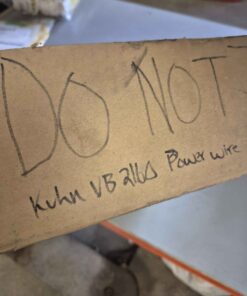 DO NOT
Kuhn VB 2160 Power wire